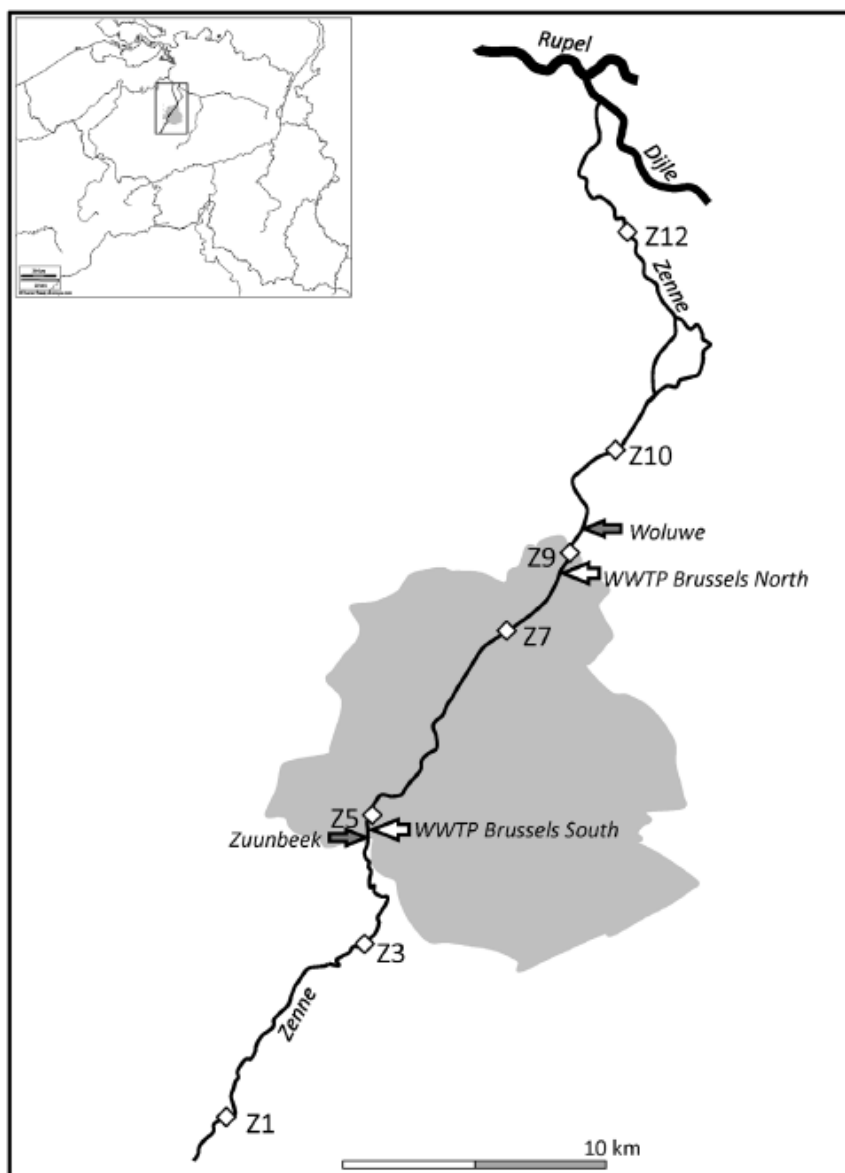 Rupel
Dijle
Z12
Zenne
Z10
Woluwe
Z9
WWTP Brussels North
Z7
Z5
WWTP Brussels South
Zuunbeek
Z3
Zenne
Z1
10 km